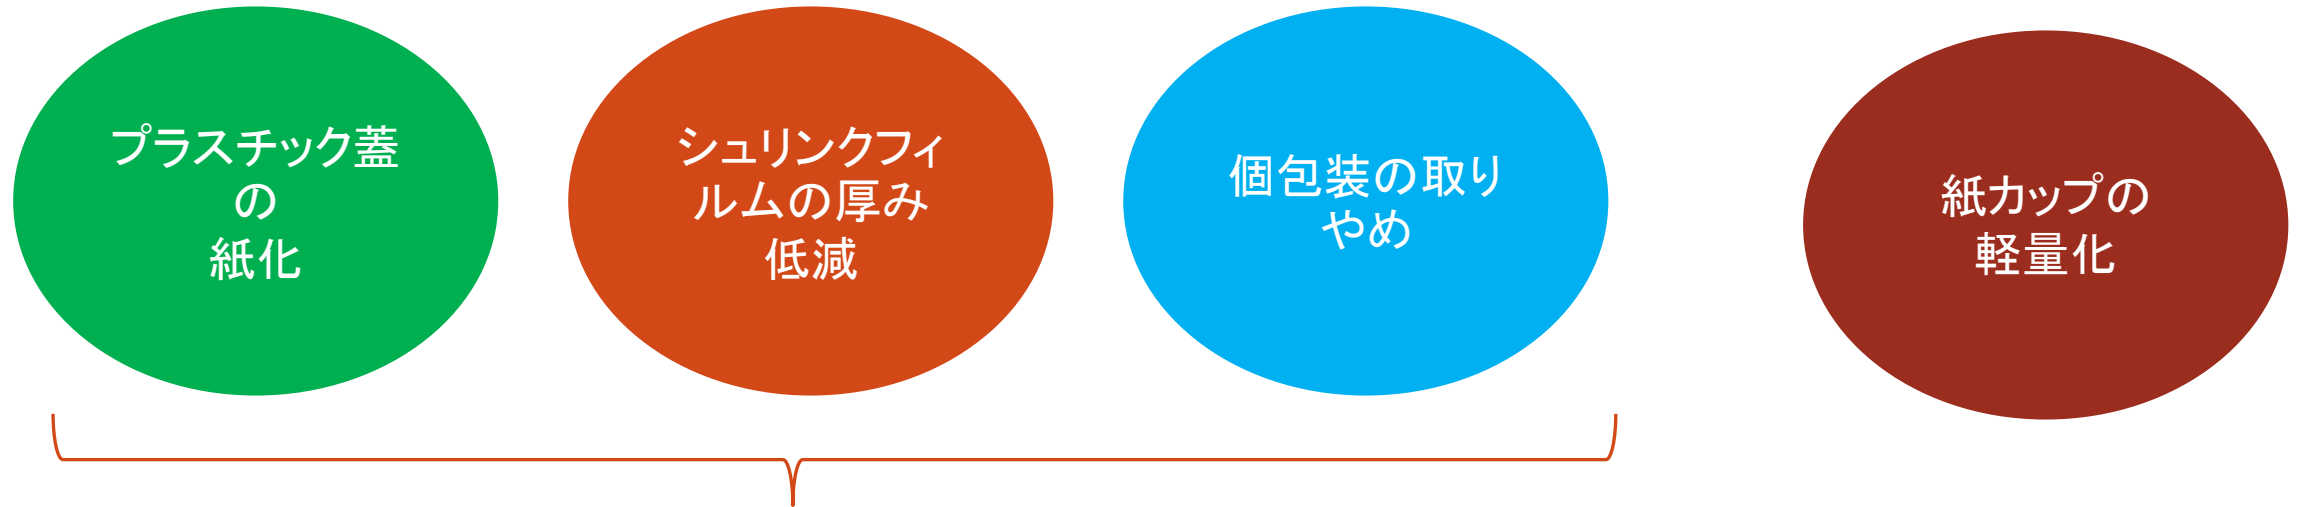 プラスチック蓋
の
紙化
シュリンクフィ
ルムの厚み
低減
個包装の取り
やめ
紙カップの
軽量化